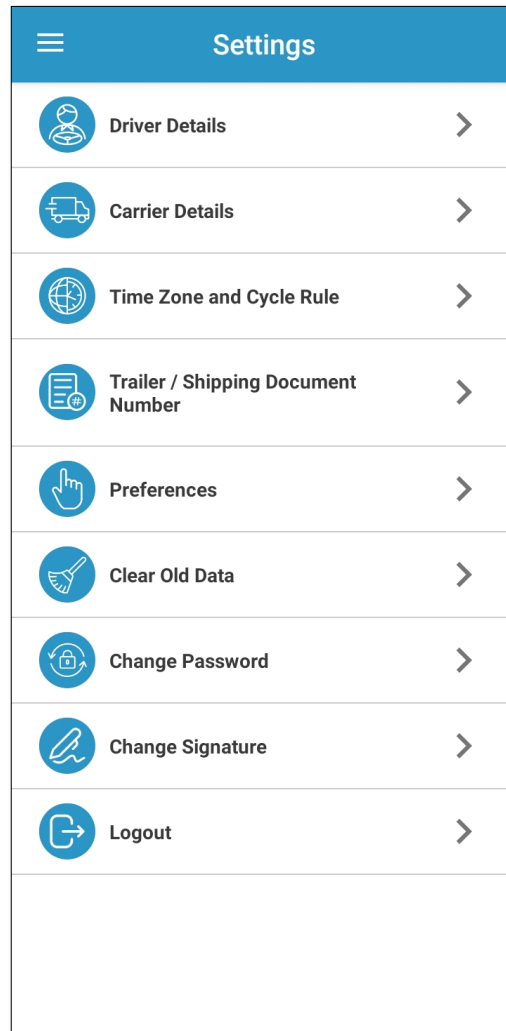 Settings
Driver Details
Carrier Details
Time Zone and Cycle Rule
Trailer / Shipping Document
Number
#
Preferences
Clear Old Data
Change Password
Change Signature
Logout